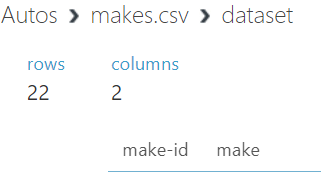 Autos > makes.csv > dataset
rows columns
22 2
make-id make